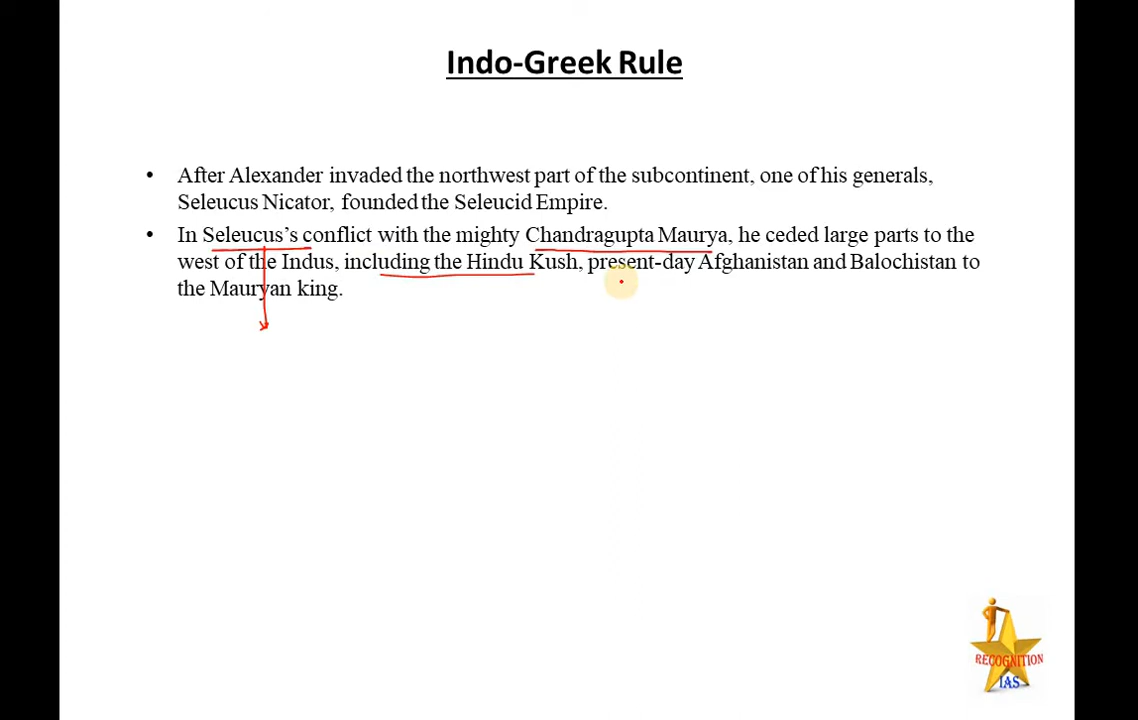 Indo-Greek Rule
• After Alexander invaded the northwest part of the subcontinent, one of his generals,
Seleucus Nicator, founded the Seleucid Empire.
• In Seleucus’s conflict with the mighty Chandragupta Maurya, he ceded large parts to the
west of the Indus, including the Hindu Kush, present-day Afghanistan and Balochistan to
the Mauryan king.
RECOGNITION
IAS